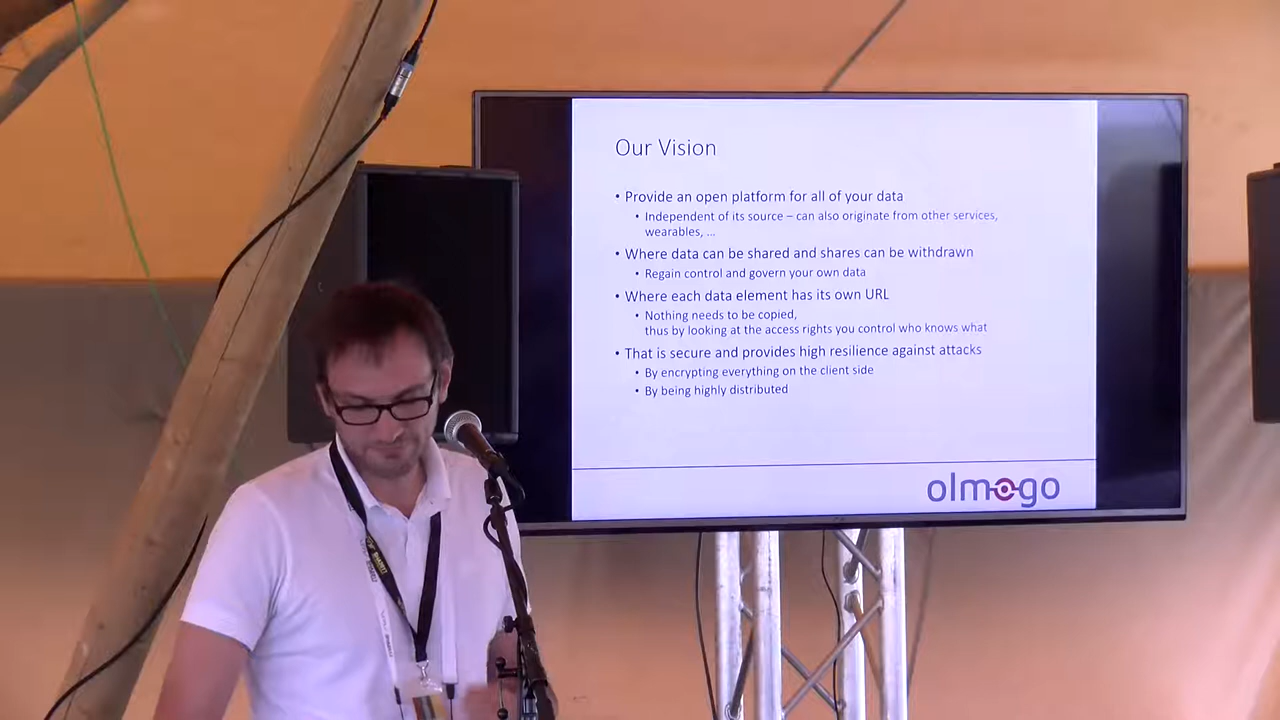 Our Vision
• Provide an open platform for all of your data
• Independent of its source – can also originate from other services,
wearables, ...
• Where data can be shared and shares can be withdrawn
• Regain control and govern your own data
• Where each data element has its own URL
• Nothing needs to be copied,
thus by looking at the access rights you control who knows what
• That is secure and provides high resilience against attacks
• By encrypting everything on the client side
• By being highly distributed
olmogo